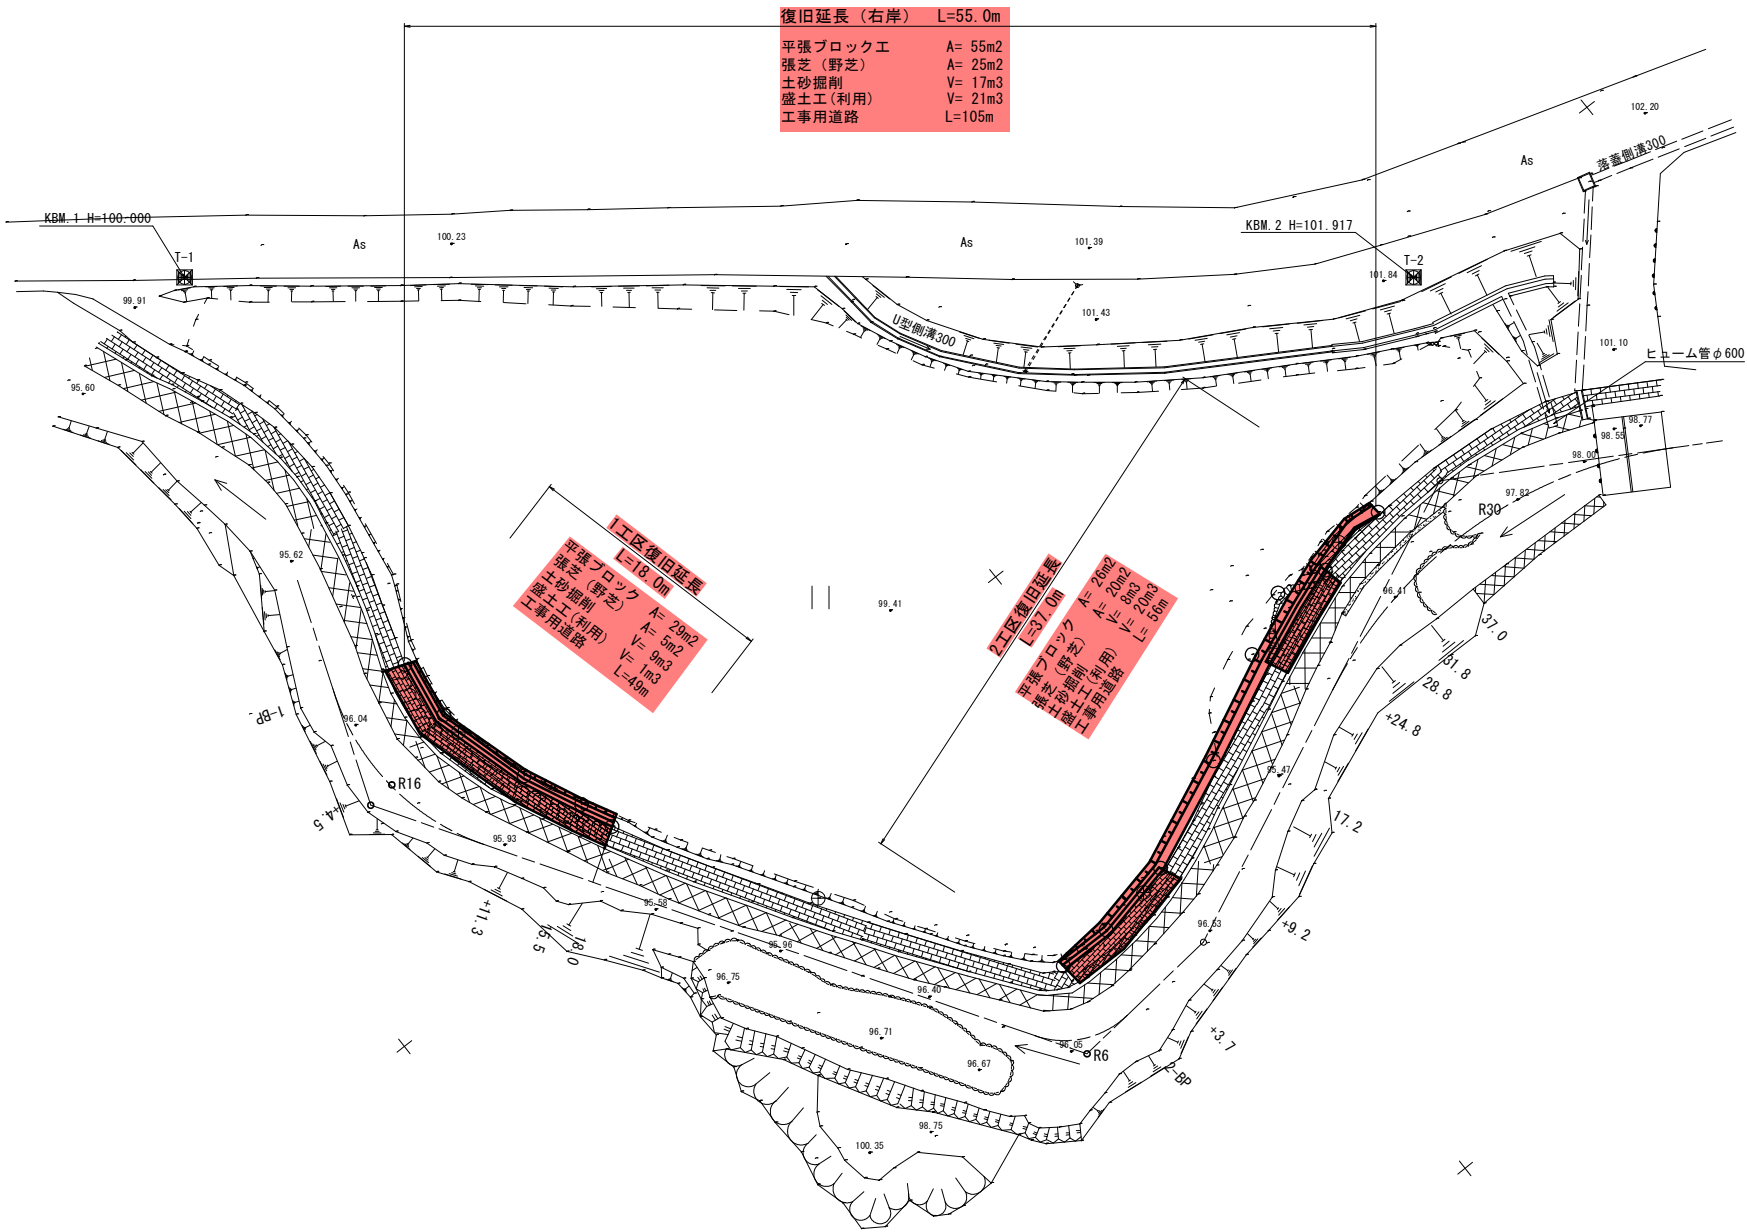 復旧延長（右岸） L=55.0m
平張ブロック工 A= 55m2
張芝（野芝） A= 25m2
土砂掘削 V= 17m3
盛土工(利用) V= 21m3
工事用道路 L=105m
102.20
As
落蓋側溝300
KBM.1 H=100.000
As
100.23
As
101.39
KBM.2 H=101.917
T-1
T-2
101.84
99.91
U型側溝300
101.43
101.10
ヒューム管φ600
95.60
98.77
98.55
98.00
97.82
R30
95.62
1工区復旧延長
L=18.0m
平張ブロック A= 29m2
張芝（野芝） A= 5m2
土砂掘削 V= 9m3
盛土工(利用) V= 1m3
工事用道路 L=49m
2工区復旧延長
L=37.0m
平張ブロック A= 26m2
張芝（野芝） A= 20m2
土砂掘削 V= 8m3
盛土工(利用) V= 20m3
工事用道路 L= 56m
99.41
96.41
37.0
31.8
28.8
+24.8
1-BP
96.04
95.47
R16
+4.5
17.2
95.93
95.58
+11.3
15.5
18.0
95.96
96.53
+9.2
96.75
96.40
96.71
96.05
R6
+3.7
96.67
2-BP
98.75
100.35